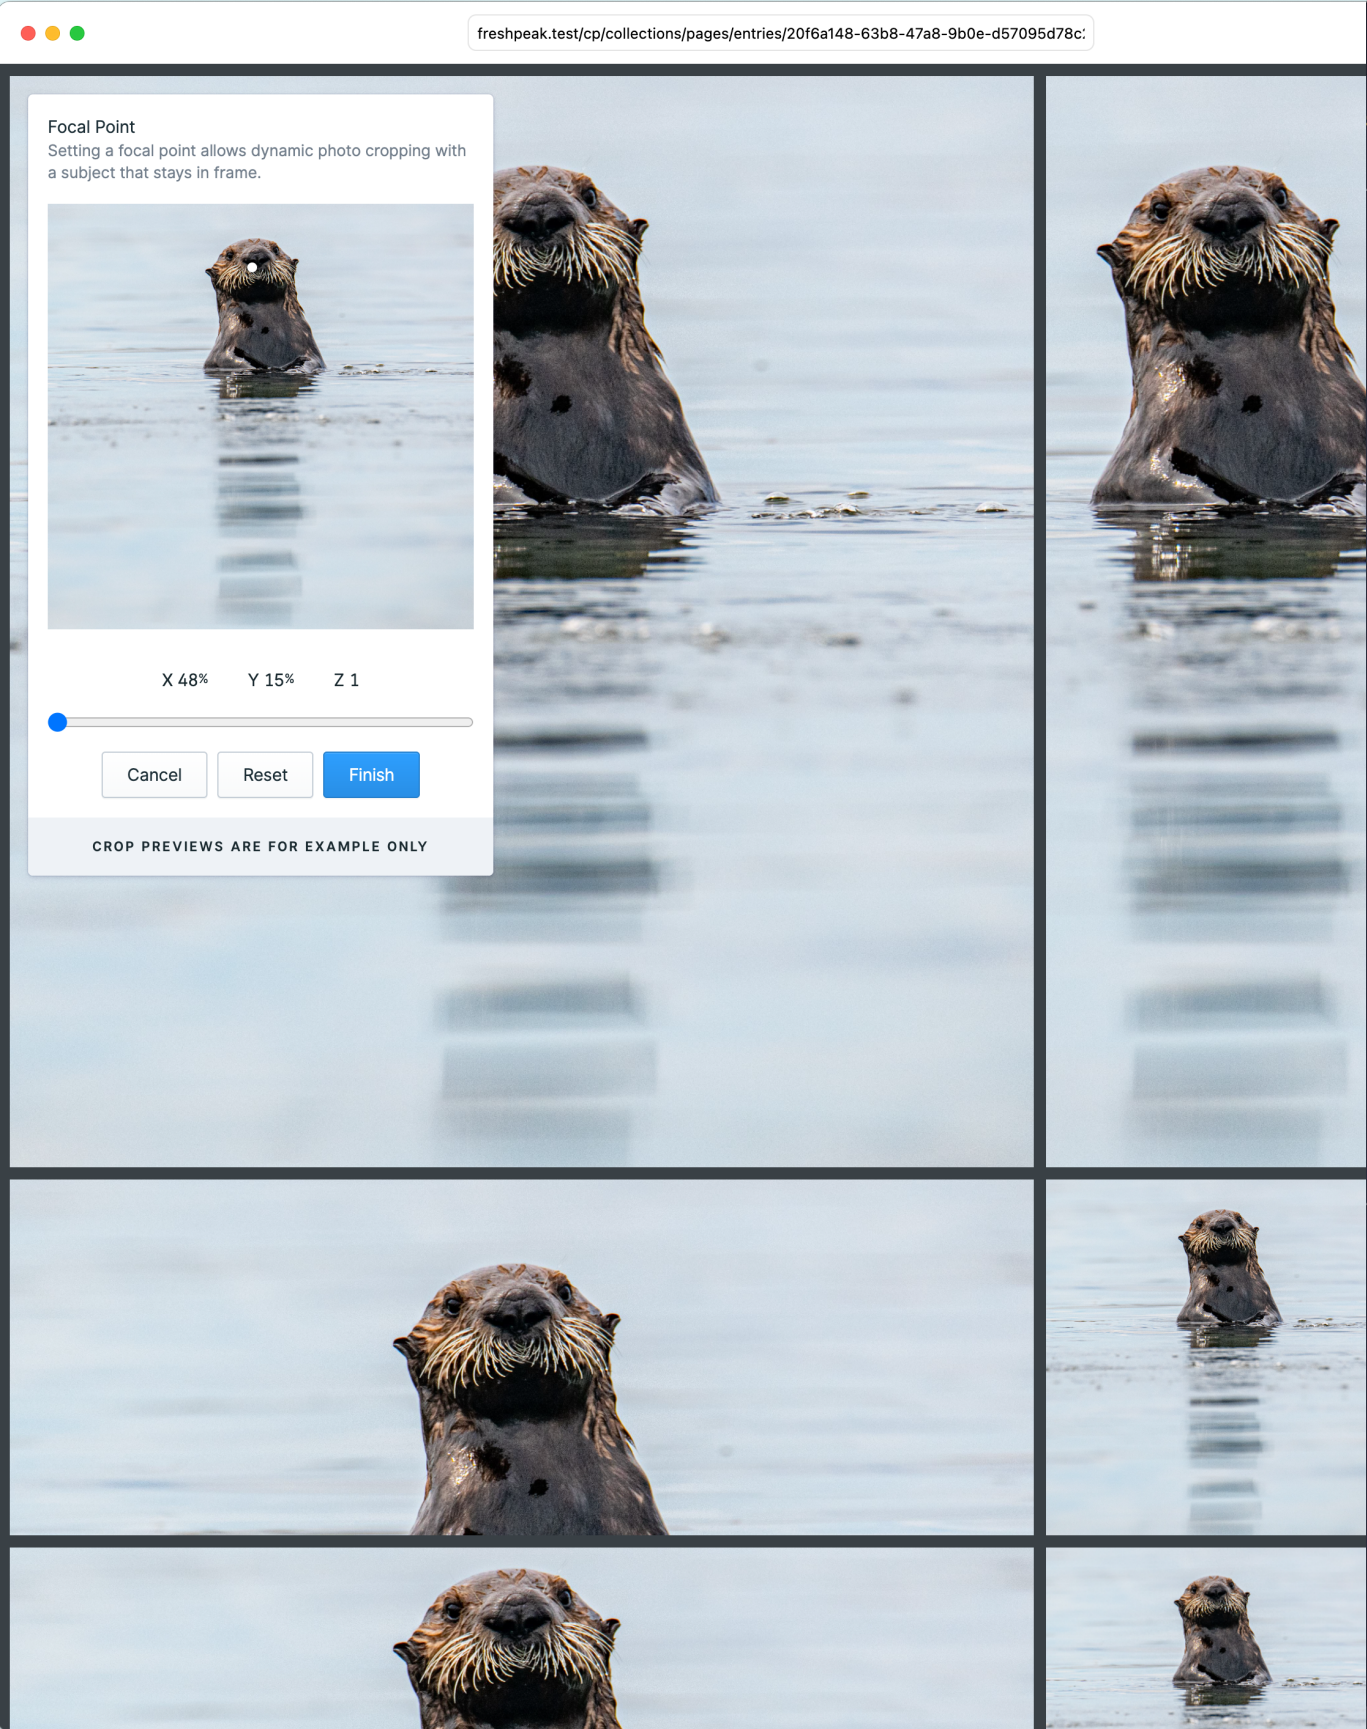 freshpeak.test/cp/collections/pages/entries/20f6a148-63b8-47a8-9b0e-d57095d78c2
Focal Point
Setting a focal point allows dynamic photo cropping with
a subject that stays in frame.
X 48% Y 15% Z 1
Cancel Reset Finish
CROP PREVIEWS ARE FOR EXAMPLE ONLY